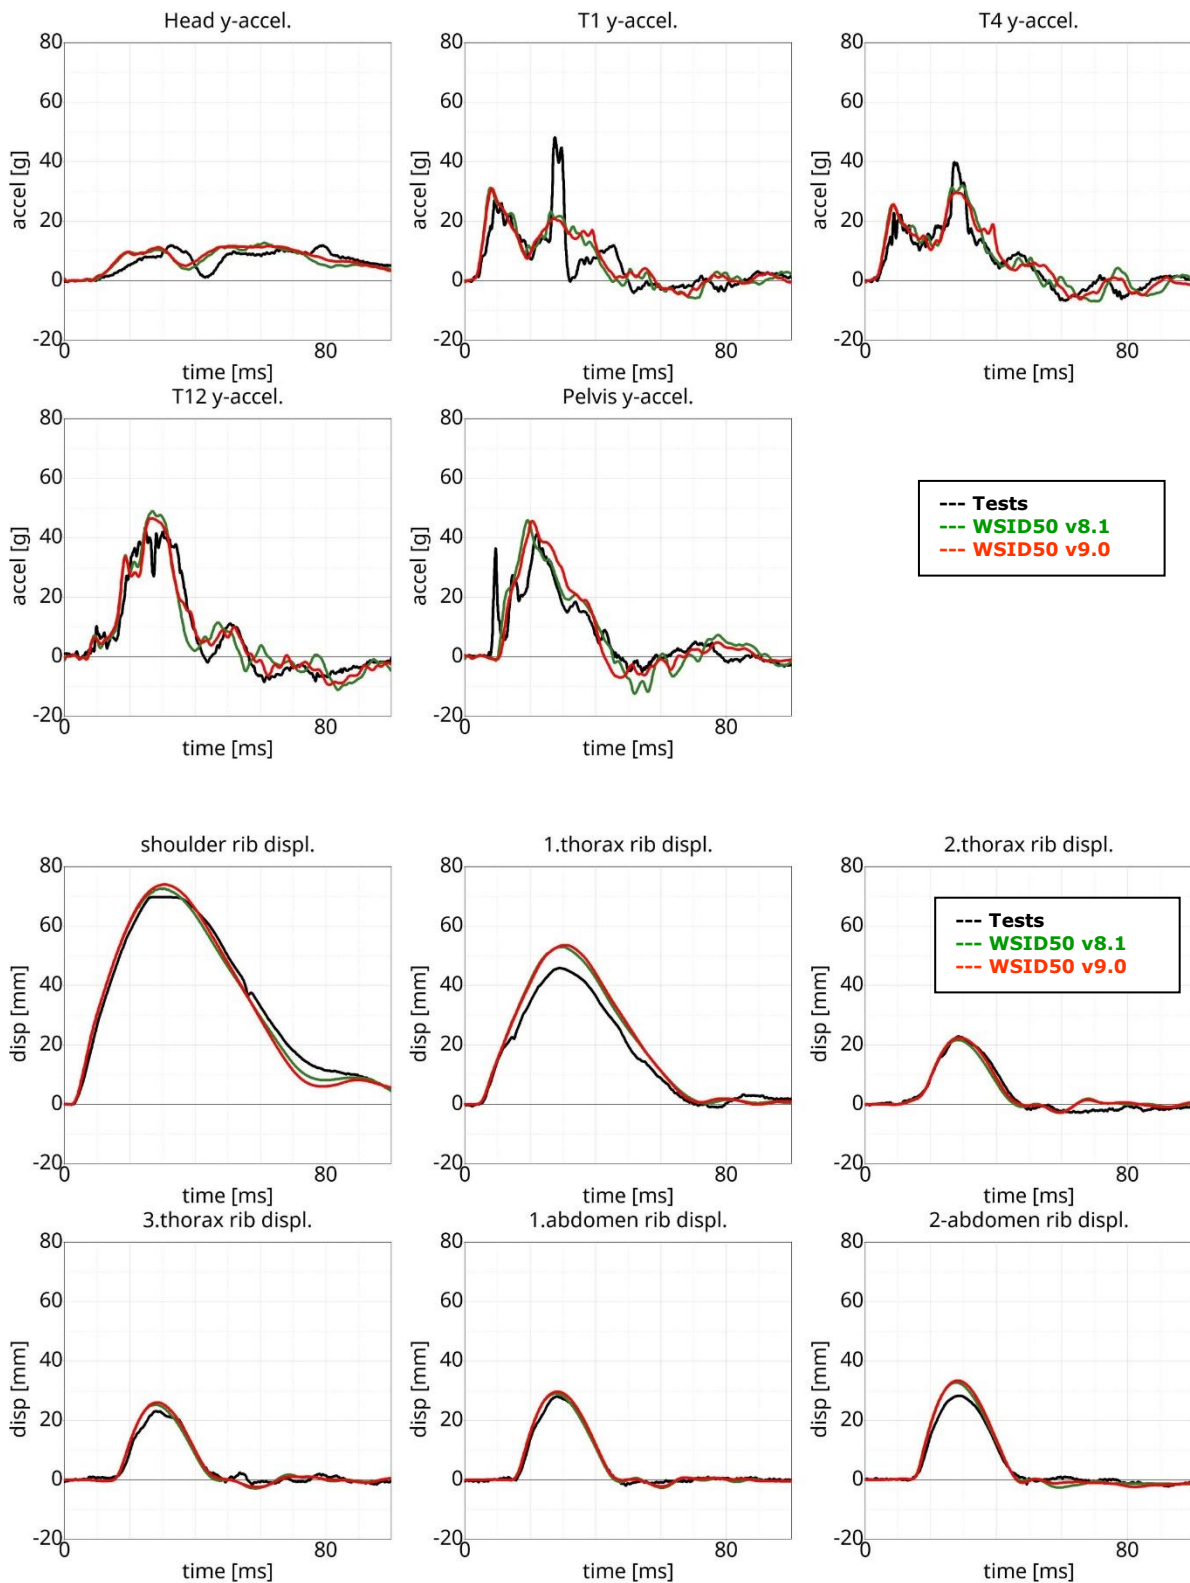 Head y-accel.
T1 y-accel.
T4 y-accel.
80
60
40
20
0
-20
accel [g]
0
80
time [ms]
80
60
40
20
0
-20
accel [g]
0
80
time [ms]
80
60
40
20
0
-20
accel [g]
0
80
time [ms]
T12 y-accel.
Pelvis y-accel.
80
60
40
20
0
-20
accel [g]
0
80
time [ms]
80
60
40
20
0
-20
accel [g]
0
80
time [ms]
--- Tests
--- WSID50 v8.1
--- WSID50 v9.0
shoulder rib displ.
1.thorax rib displ.
2.thorax rib displ.
80
60
40
20
0
-20
disp [mm]
0
80
time [ms]
80
60
40
20
0
-20
disp [mm]
0
80
time [ms]
80
60
40
20
0
-20
disp [mm]
0
80
time [ms]
--- Tests
--- WSID50 v8.1
--- WSID50 v9.0
3.thorax rib displ.
1.abdomen rib displ.
2-abdomen rib displ.
80
60
40
20
0
-20
disp [mm]
0
80
time [ms]
80
60
40
20
0
-20
disp [mm]
0
80
time [ms]
80
60
40
20
0
-20
disp [mm]
0
80
time [ms]